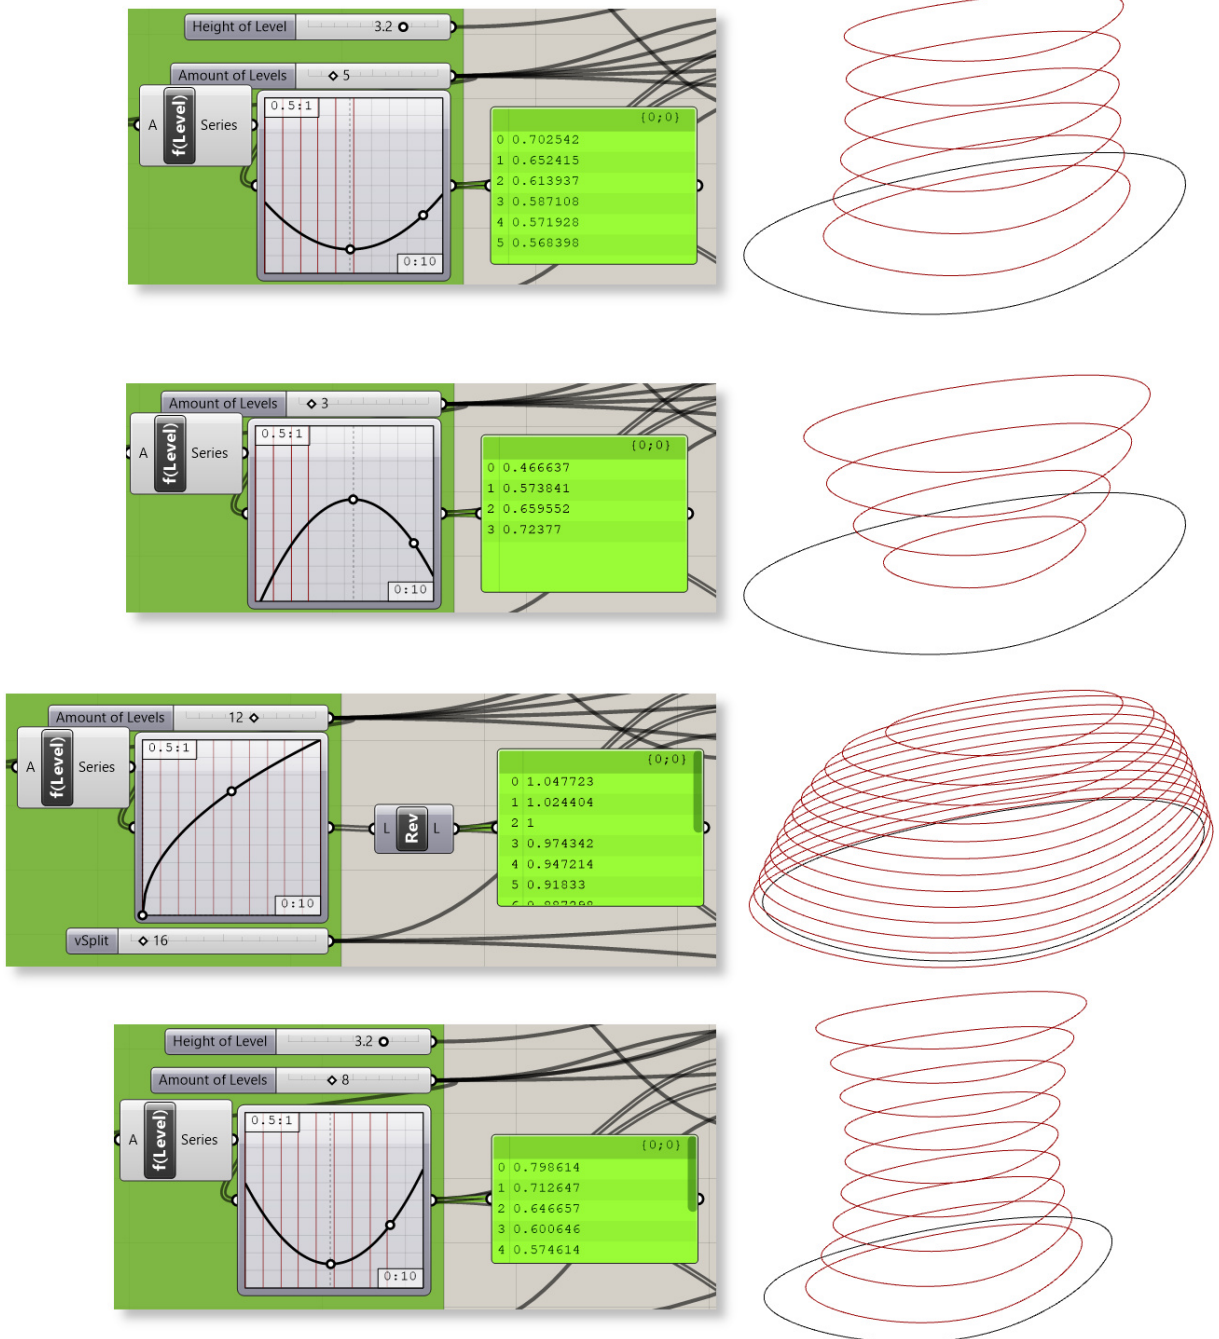 Height of Level 3.2
Amount of Levels 5
A f(Level) Series
0.5:1
0:10
{0;0}
0 0.702542
1 0.652415
2 0.613937
3 0.587108
4 0.571928
5 0.568398
Amount of Levels 3
A f(Level) Series
0.5:1
0:10
{0;0}
0 0.466637
1 0.573841
2 0.659552
3 0.72377
Amount of Levels 12
A f(Level) Series
0.5:1
0:10
L Rev L
{0;0}
0 1.047723
1 1.024404
2 1
3 0.974342
4 0.947214
5 0.91833
vSplit 16
Height of Level 3.2
Amount of Levels 8
A f(Level) Series
0.5:1
0:10
{0;0}
0 0.798614
1 0.712647
2 0.646657
3 0.600646
4 0.574614